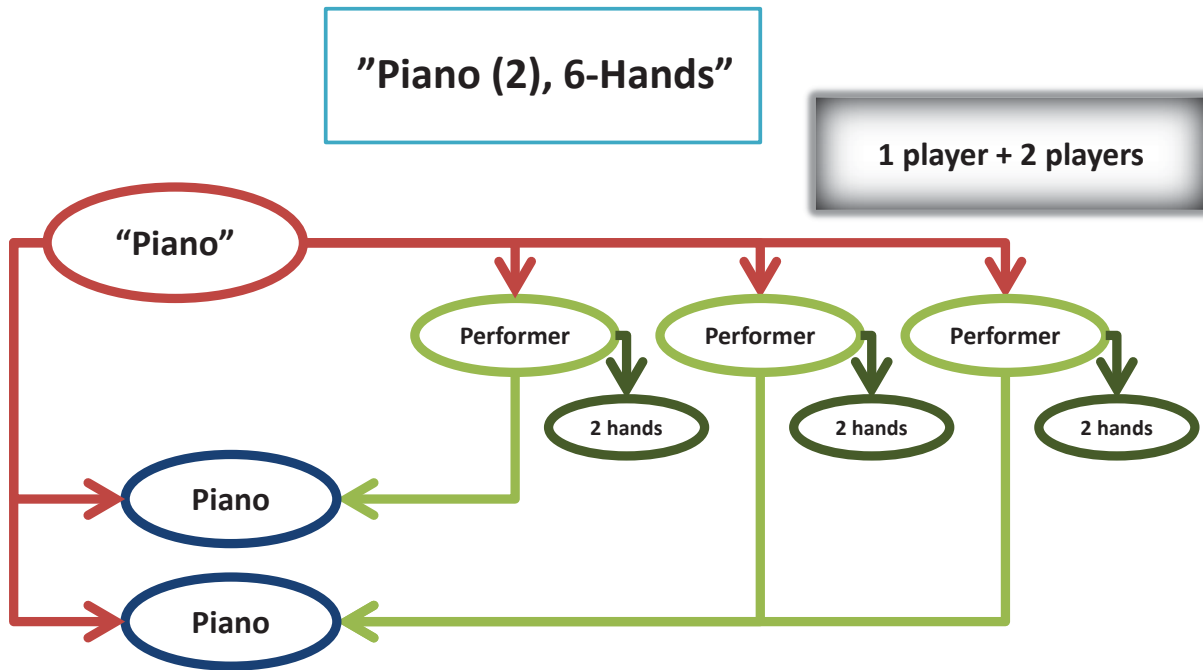 ”Piano (2), 6-Hands”
1 player + 2 players
“Piano”
Performer
Performer
Performer
2 hands
2 hands
2 hands
Piano
Piano